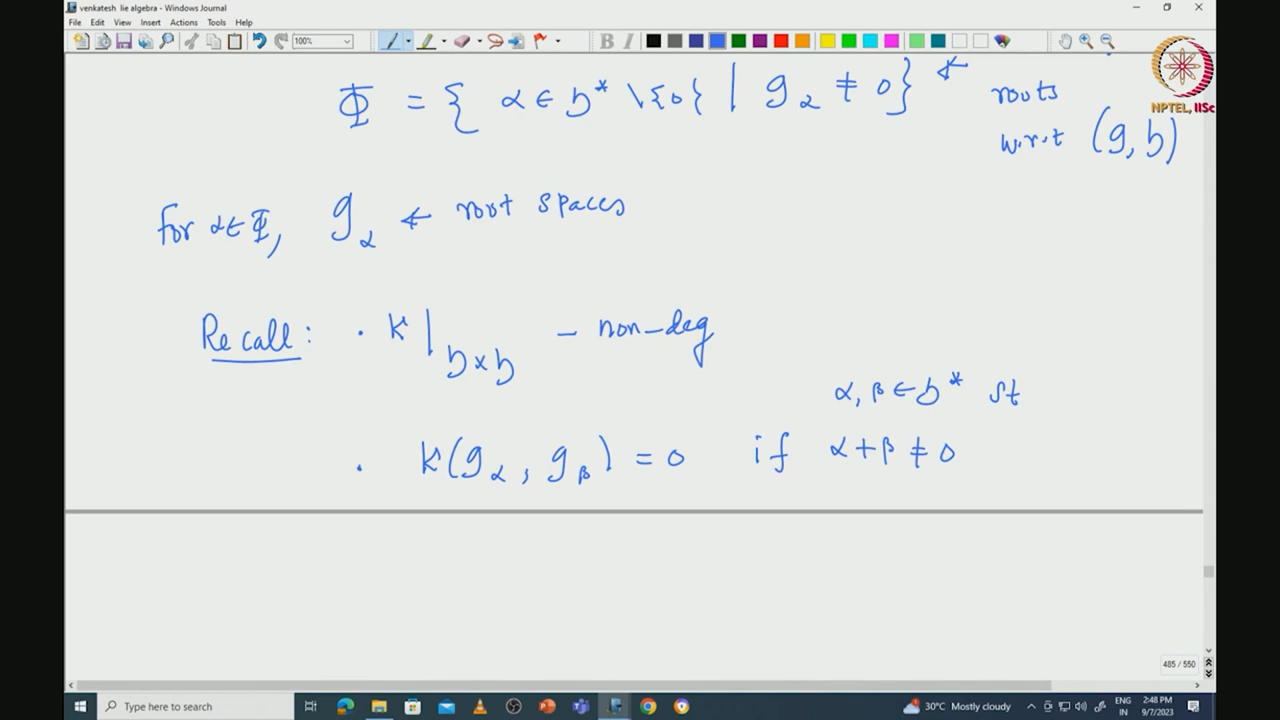 venkatesh lie algebra - Windows Journal
File Edit View Insert Actions Tools Help
100%
B I
NPTEL, IISc
Φ = { α ∈ h* \ {0} | g_α ≠ 0 } ← roots
w.r.t (g, h)
for α ∈ Φ, g_α ← root spaces
Recall: · κ|_{h×h} – non-deg
α, β ∈ h* st
· κ(g_α, g_β) = 0 if α + β ≠ 0
485 / 550
Type here to search
30°C Mostly cloudy
ENG
IN
2:48 PM
9/7/2023